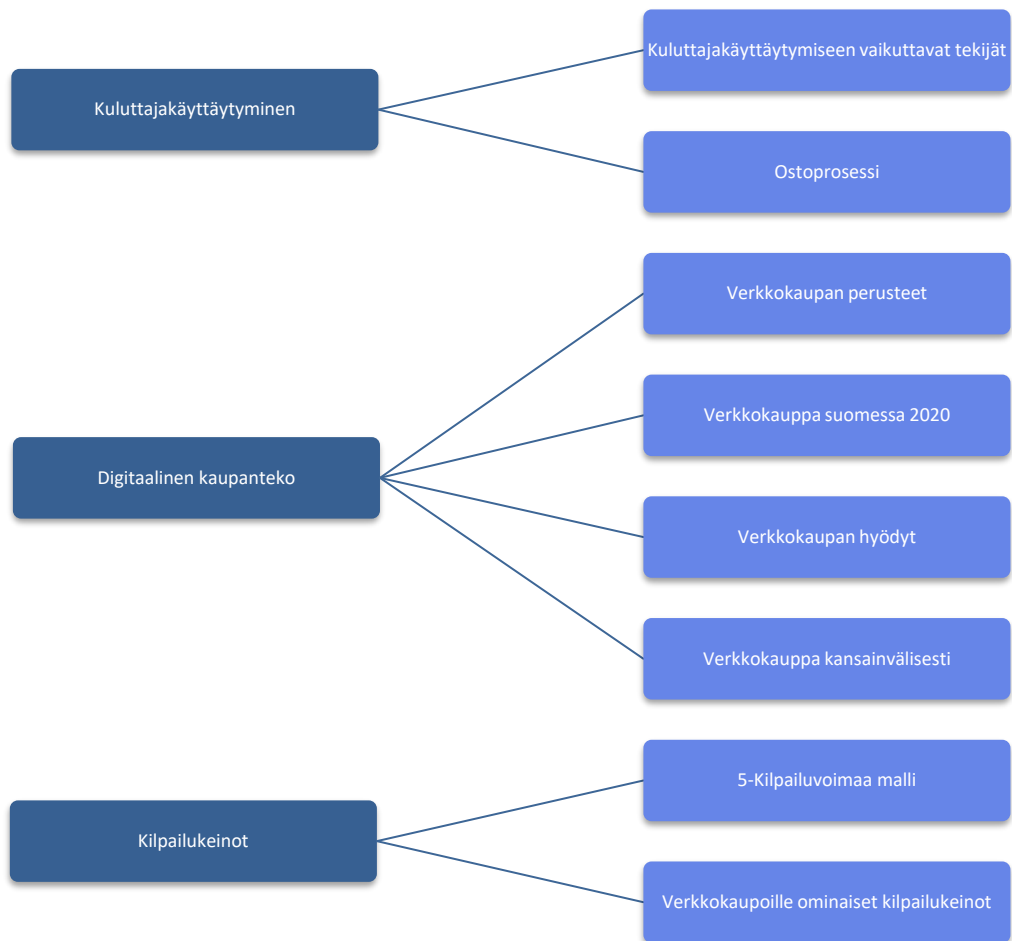 Kuluttajakäyttäytyminen
Kuluttajakäyttäytymiseen vaikuttavat tekijät
Ostoprosessi
Digitaalinen kaupanteko
Verkkokaupan perusteet
Verkkokauppa suomessa 2020
Verkkokaupan hyödyt
Verkkokauppa kansainvälisesti
Kilpailukeinot
5-Kilpailuvoimaa malli
Verkkokaupoille ominaiset kilpailukeinot